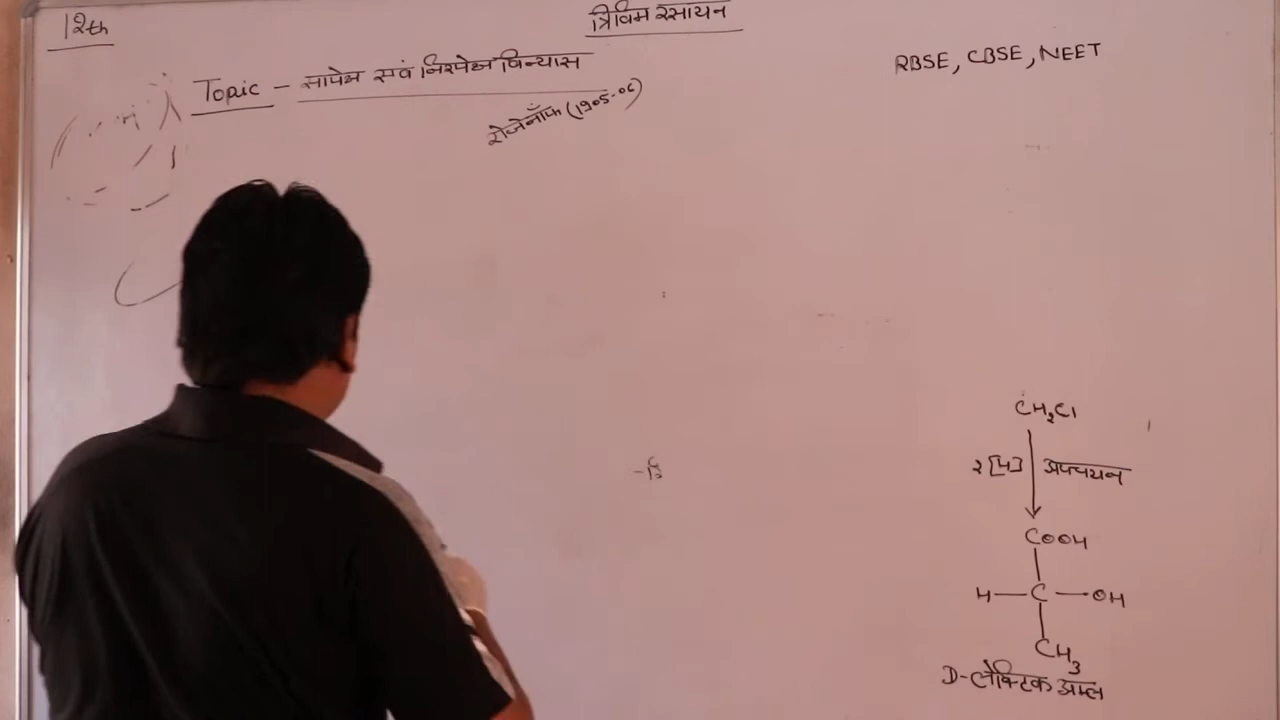 12th
त्रिविम रसायन
RBSE, CBSE, NEET
Topic - सापेक्ष एवं निरपेक्ष विन्यास
रोजेनॉफ (1905-06)
CH₂Cl
2[H] अपचयन
COOH
H—C—OH
CH₃
D-लेक्टिक अम्ल